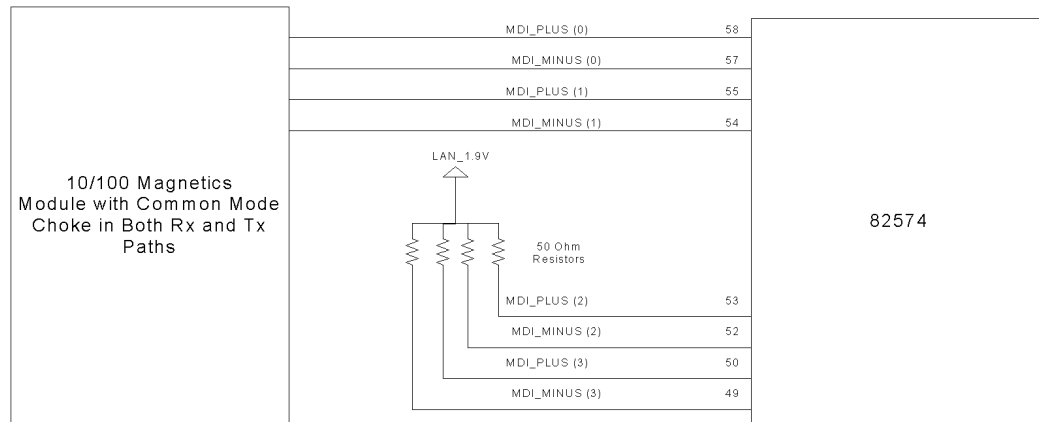 MDI_PLUS (0) 58
MDI_MINUS (0) 57
MDI_PLUS (1) 55
MDI_MINUS (1) 54
LAN_1.9V
10/100 Magnetics
Module with Common Mode
Choke in Both Rx and Tx
Paths
82574
50 Ohm
Resistors
MDI_PLUS (2) 53
MDI_MINUS (2) 52
MDI_PLUS (3) 50
MDI_MINUS (3) 49